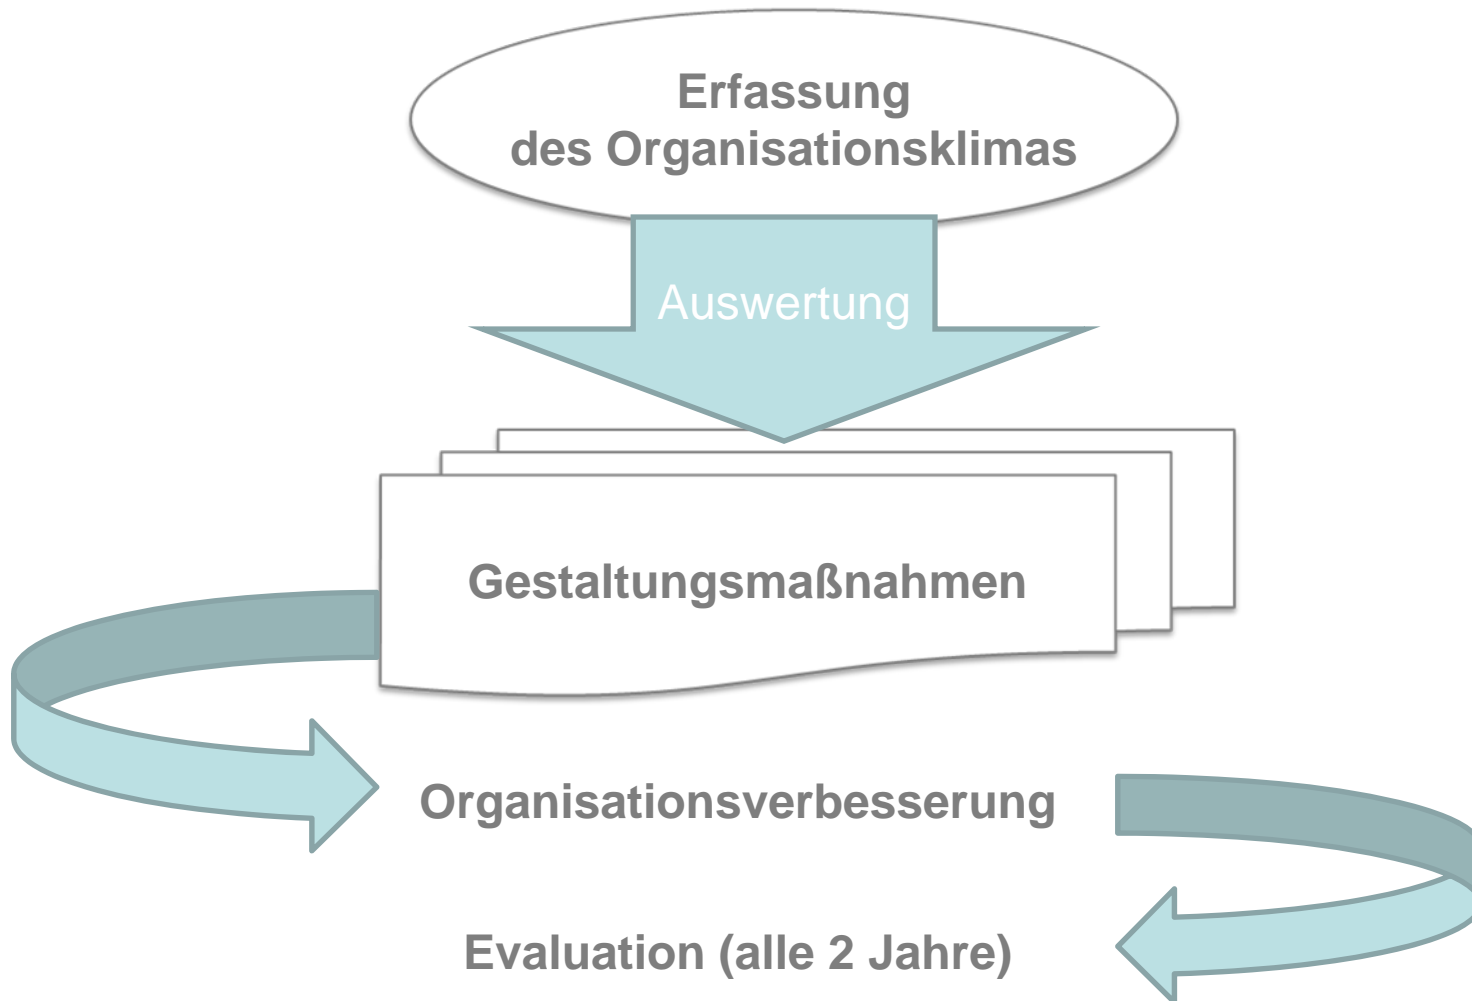 Erfassung
des Organisationsklimas
Auswertung
Gestaltungsmaßnahmen
Organisationsverbesserung
Evaluation (alle 2 Jahre)